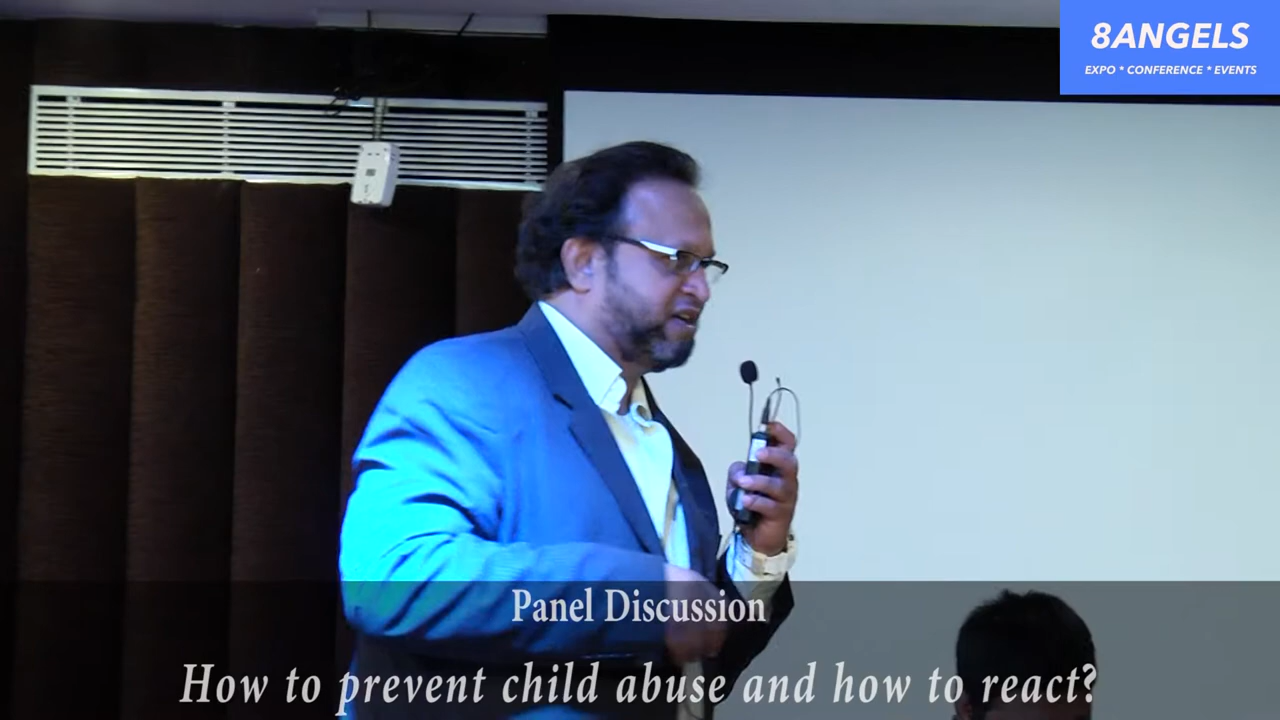 8ANGELS
EXPO * CONFERENCE * EVENTS
Panel Discussion
How to prevent child abuse and how to react?